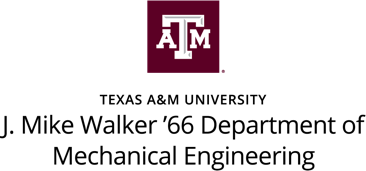 ATM
TEXAS A&M UNIVERSITY
J. Mike Walker ’66 Department of
Mechanical Engineering